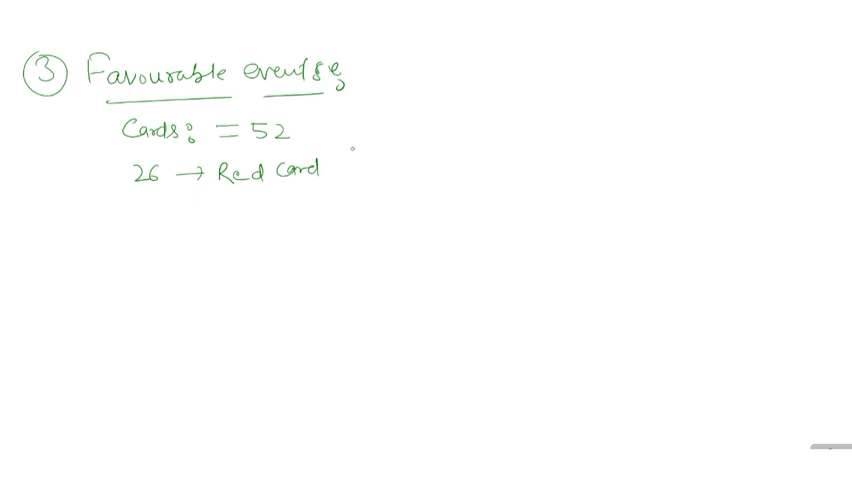 ③ Favourable events:
Cards: = 52
26 → Red Card